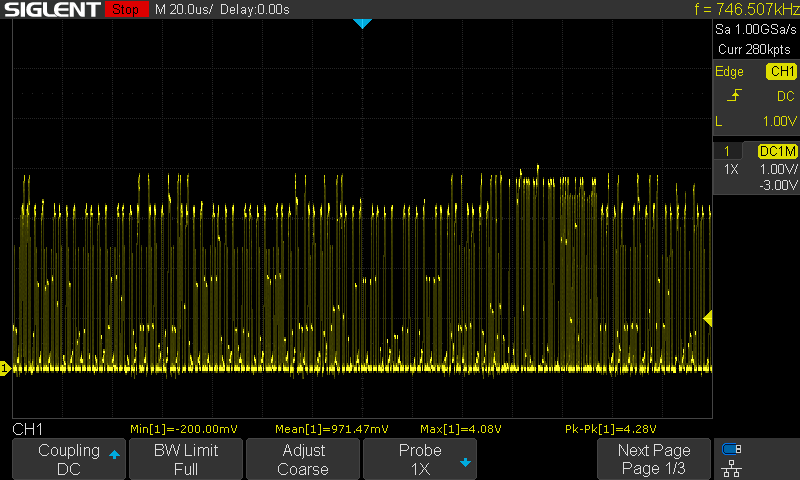 SIGLENT Stop M 20.0us/ Delay:0.00s f = 746.507kHz
Sa 1.00GSa/s
Curr 280kpts
Edge CH1
DC
L 1.00V
1 DC1M
1X 1.00V/
-3.00V
1
CH1 Min[1]=-200.00mV Mean[1]=971.47mV Max[1]=4.08V Pk-Pk[1]=4.28V
Coupling BW Limit Adjust Probe Next Page
DC Full Coarse 1X Page 1/3